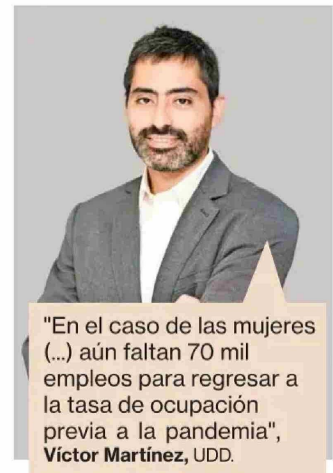 "En el caso de las mujeres
(...) aún faltan 70 mil
empleos para regresar a
la tasa de ocupación
previa a la pandemia",
Víctor Martínez, UDD.